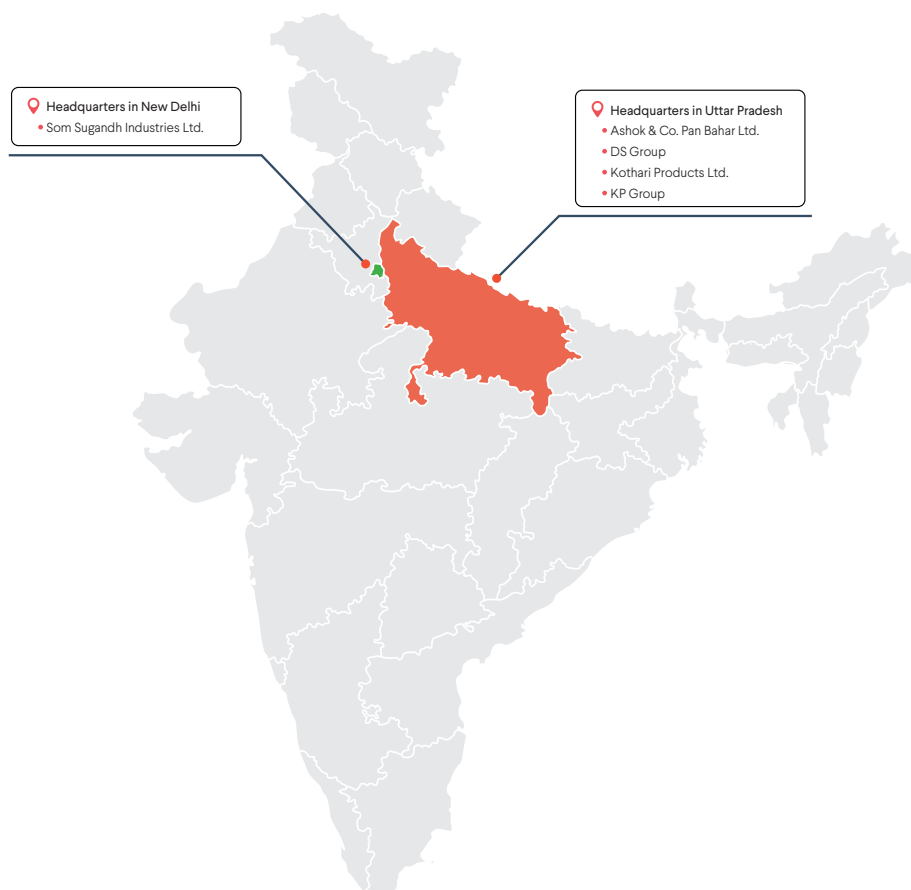 Headquarters in New Delhi
• Som Sugandh Industries Ltd.
Headquarters in Uttar Pradesh
• Ashok & Co. Pan Bahar Ltd.
• DS Group
• Kothari Products Ltd.
• KP Group